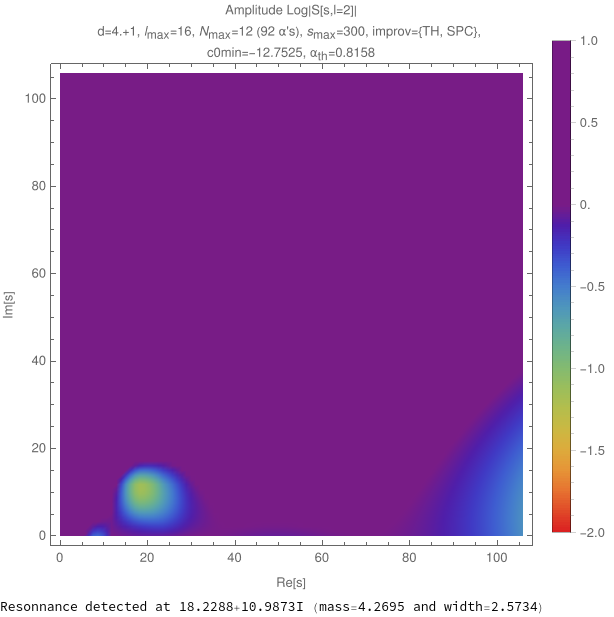 Amplitude Log|S[s,l=2]|
d=4.+1, lmax=16, Nmax=12 (92 α's), smax=300, improv={TH, SPC},
c0min=-12.7525, αth=0.8158
1.0
0.5
0.
-0.5
-1.0
-1.5
-2.0
100
80
60
40
20
0
Im[s]
0 20 40 60 80 100
Re[s]
Resonnance detected at 18.2288+10.9873I (mass=4.2695 and width=2.5734)